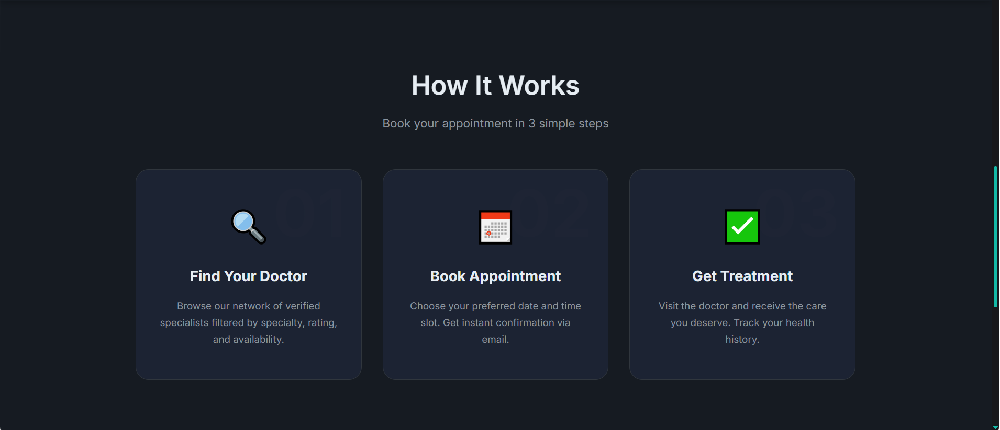 How It Works
Book your appointment in 3 simple steps
01
Find Your Doctor
Browse our network of verified
specialists filtered by specialty, rating,
and availability.
02
Book Appointment
Choose your preferred date and time
slot. Get instant confirmation via
email.
03
Get Treatment
Visit the doctor and receive the care
you deserve. Track your health
history.